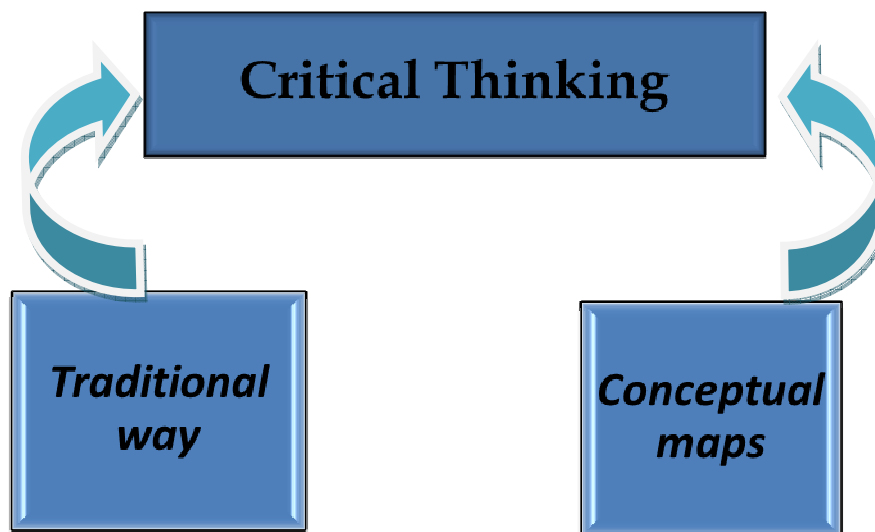 Critical Thinking
Traditional
way
Conceptual
maps